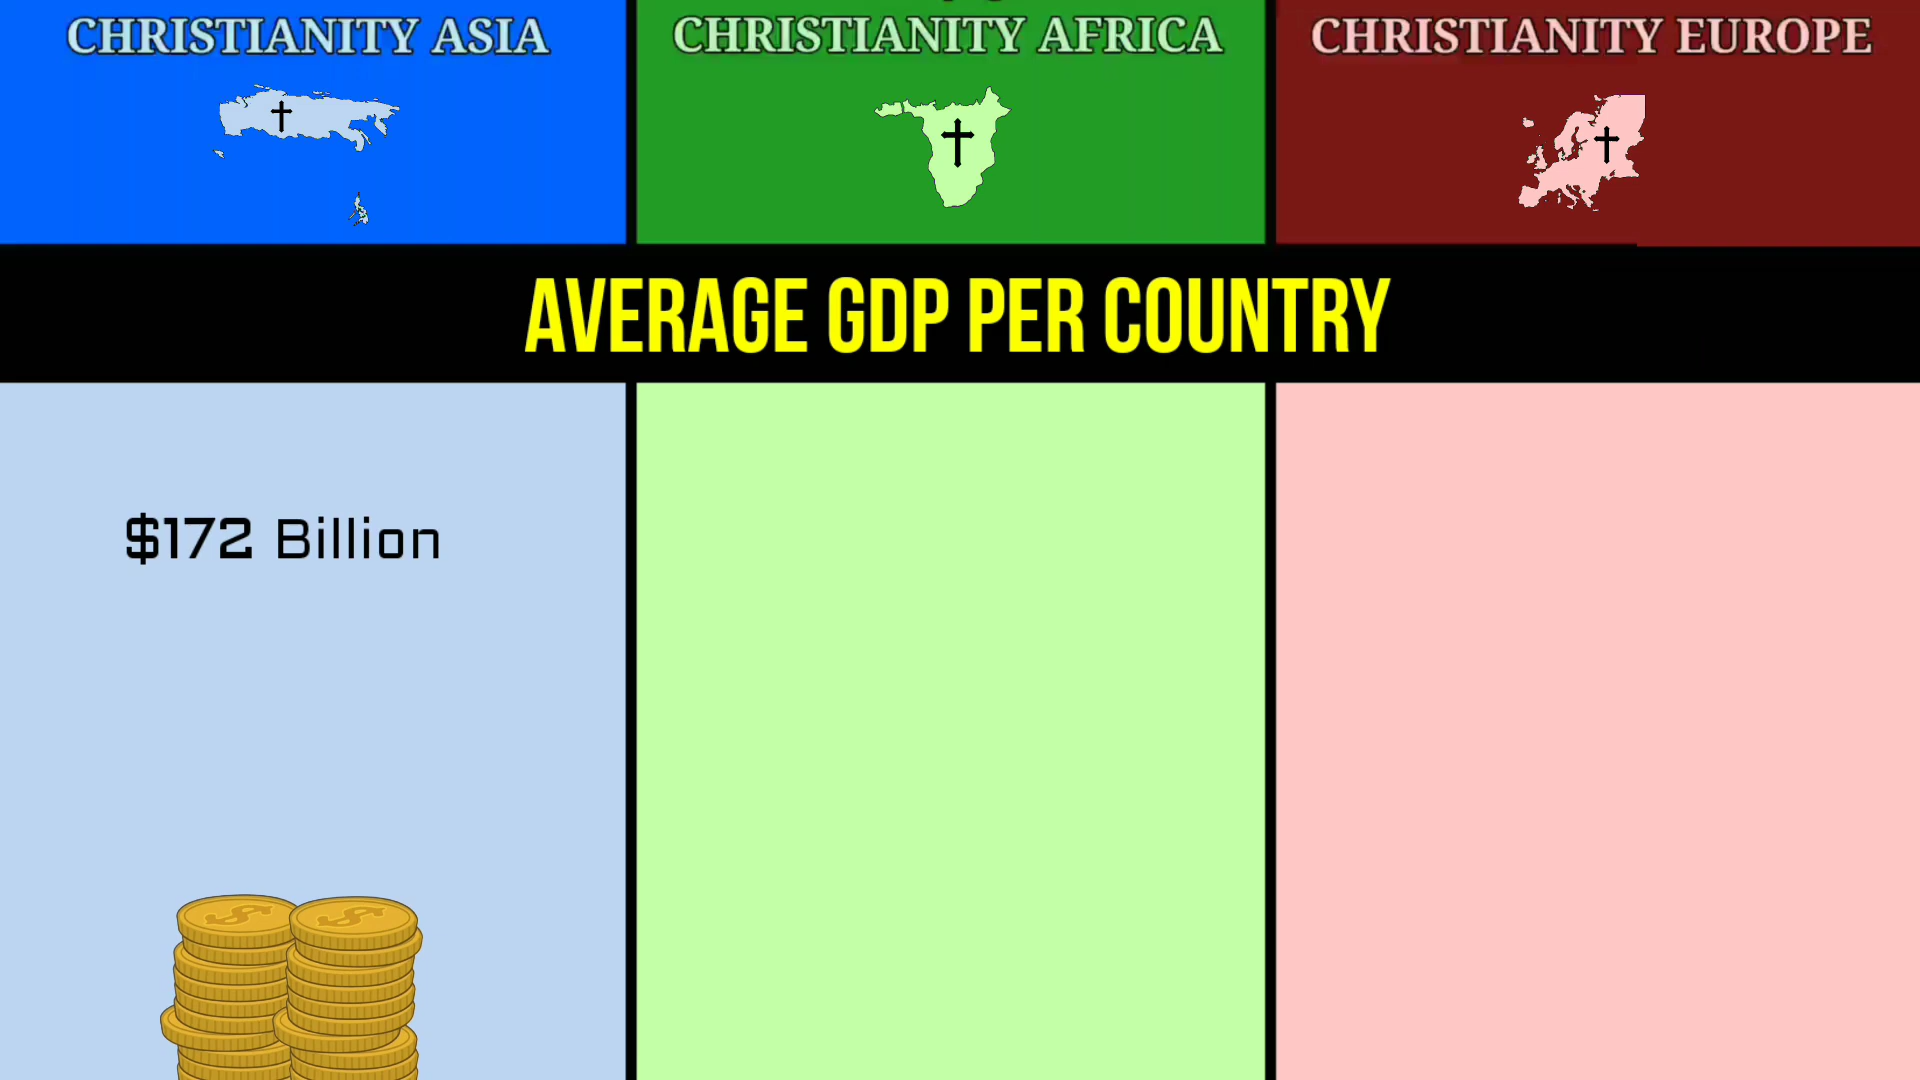 CHRISTIANITY ASIA
CHRISTIANITY AFRICA
CHRISTIANITY EUROPE
AVERAGE GDP PER COUNTRY
$172 Billion